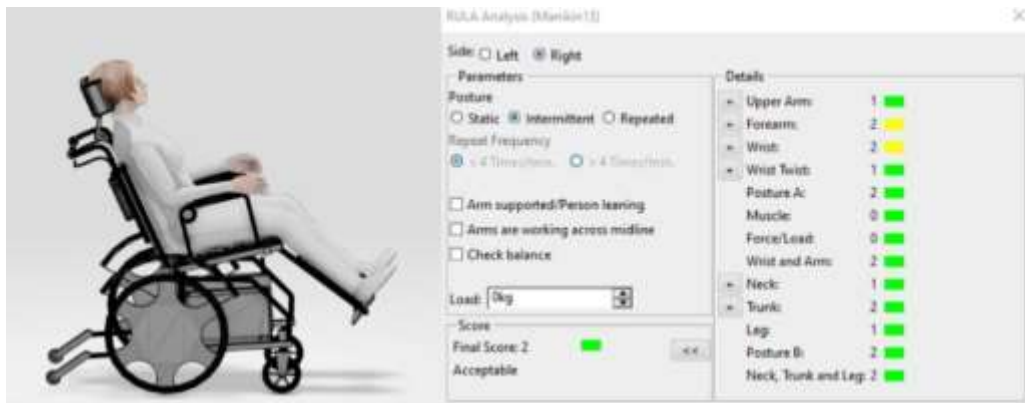 RULA Analysis (Manikin13)
Side: Left Right
Parameters
Posture
Static Intermittent Repeated
Repeat Frequency
Arm supported/Person leaning
Arms are working across midline
Check balance
Load: 0kg
Score
Final Score: 2 <<
Acceptable
Details
Upper Arm: 1
Forearm: 2
Wrist: 2
Wrist Twist: 1
Posture A: 2
Muscle: 0
Force/Load: 0
Wrist and Arm: 2
Neck: 1
Trunk: 2
Leg: 1
Posture B: 2
Neck, Trunk and Leg: 2